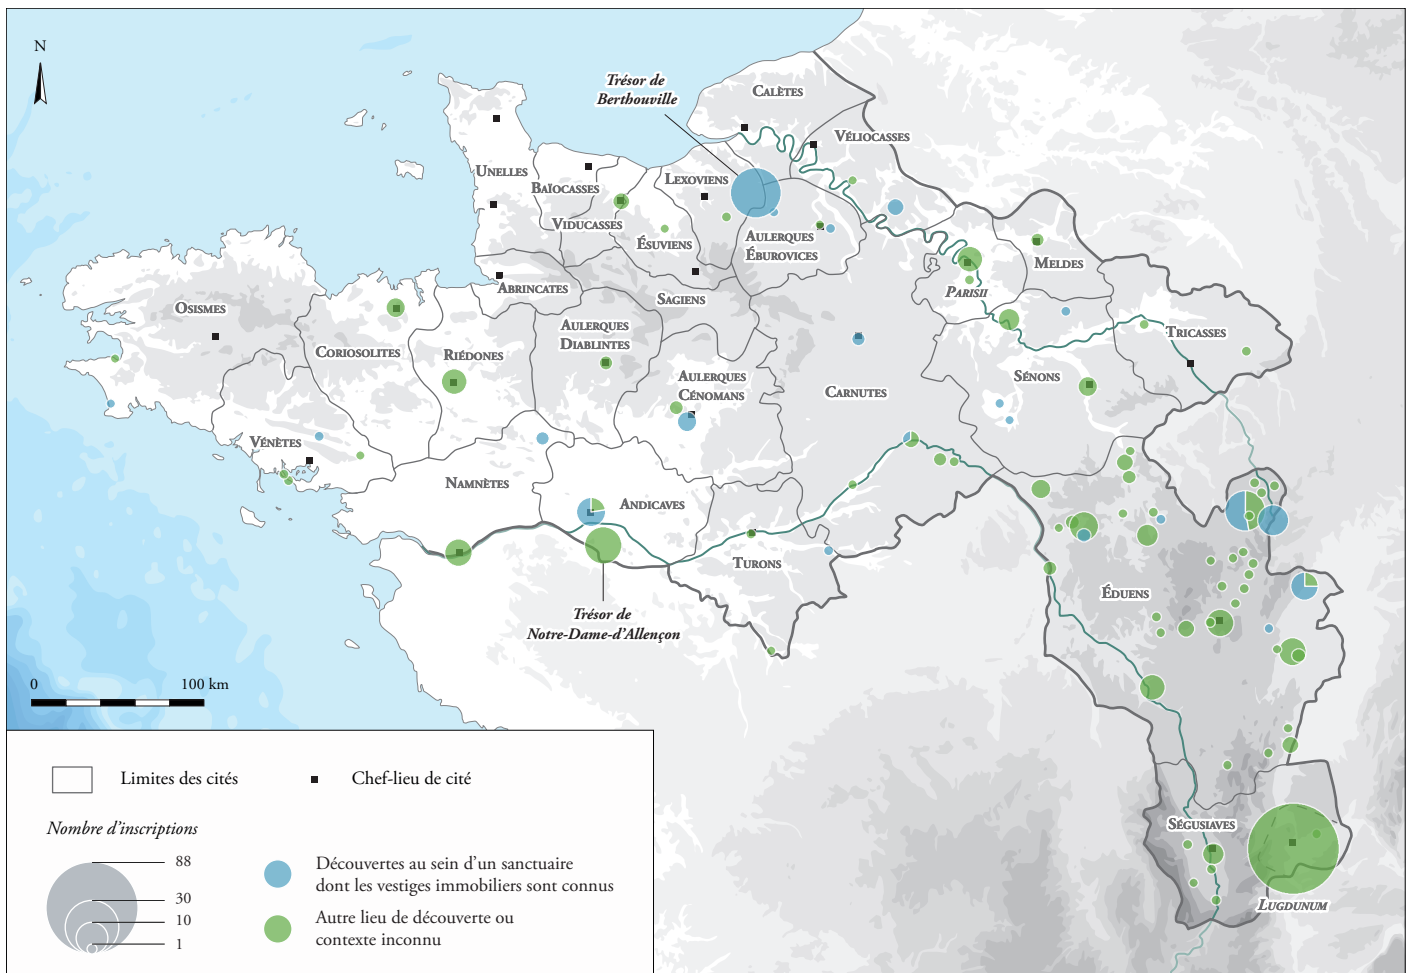 N
Trésor de
Berthouville
CALÈTES
VÉLIOCASSES
UNELLES
BAÏOCASSES
LEXOVIENS
VIDUCASSES
ÉSUVIENS
AULERQUES
ÉBUROVICES
MELDES
PARISII
ABRINCATES
SAGIENS
OSISMES
CORIOSOLITES
RIÉDONES
AULERQUES
DIABLINTES
TRICASSES
AULERQUES
CÉNOMANS
SÉNONS
CARNUTES
VÉNÈTES
NAMNÈTES
ANDICAVES
TURONS
ÉDUENS
Trésor de
Notre-Dame-d'Allençon
0 100 km
SÉGUSIAVES
LUGDUNUM
Limites des cités
Chef-lieu de cité
Nombre d'inscriptions
88
30
10
1
Découvertes au sein d'un sanctuaire
dont les vestiges immobiliers sont connus
Autre lieu de découverte ou
contexte inconnu